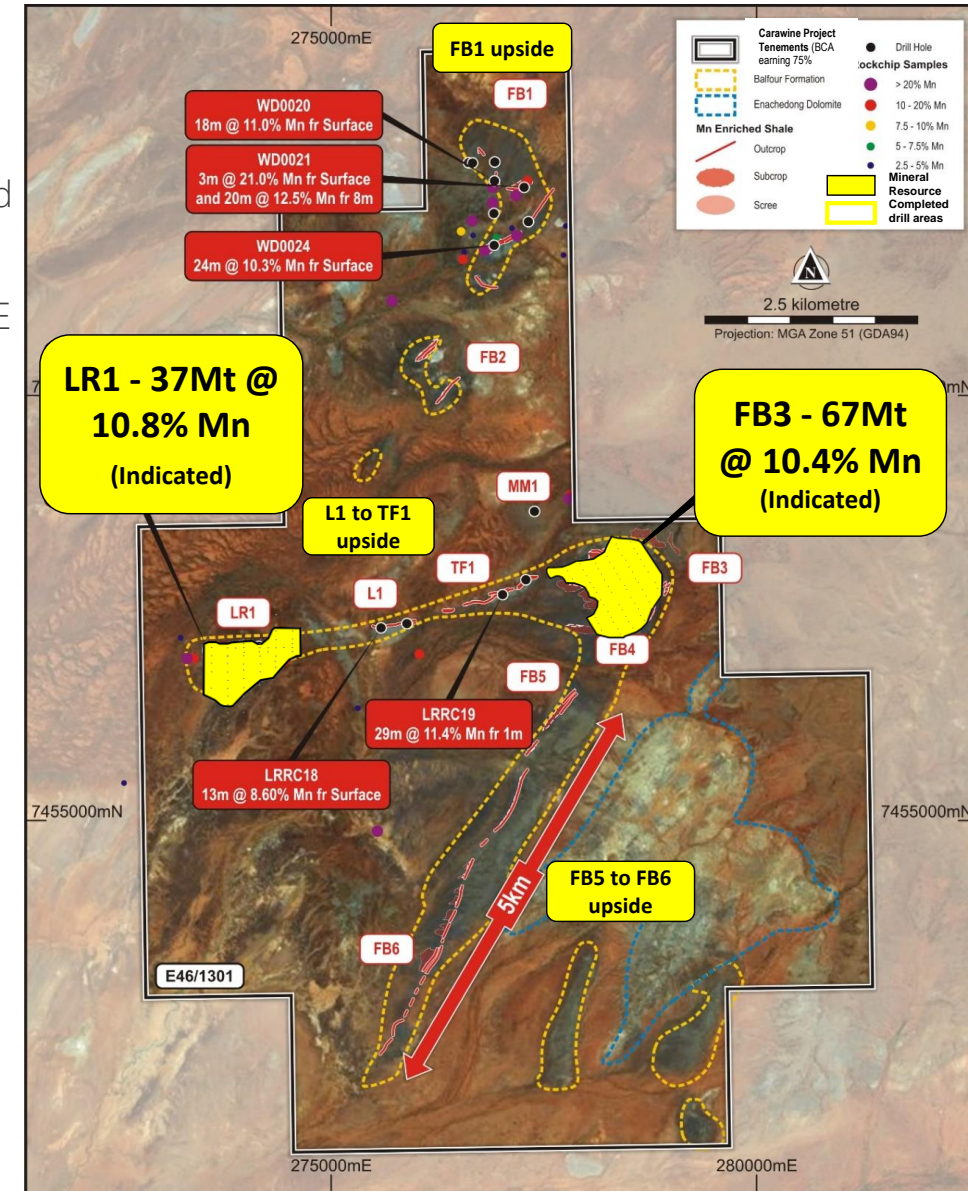 d
E
275000mE
FB1 upside
FB1
WD0020
18m @ 11.0% Mn fr Surface
WD0021
3m @ 21.0% Mn fr Surface
and 20m @ 12.5% Mn fr 8m
WD0024
24m @ 10.3% Mn fr Surface
Carawine Project
Tenements (BCA
earning 75%
Balfour Formation
Enachedong Dolomite
Mn Enriched Shale
Outcrop
Subcrop
Scree
Drill Hole
ockchip Samples
> 20% Mn
10 - 20% Mn
7.5 - 10% Mn
5 - 7.5% Mn
2.5 - 5% Mn
Mineral
Resource
Completed
drill areas
N
2.5 kilometre
Projection: MGA Zone 51 (GDA94)
FB2
7
mN
LR1 - 37Mt @
10.8% Mn
(Indicated)
FB3 - 67Mt
@ 10.4% Mn
(Indicated)
MM1
L1 to TF1
upside
TF1
FB3
L1
LR1
FB4
FB5
LRRC19
29m @ 11.4% Mn fr 1m
LRRC18
13m @ 8.60% Mn fr Surface
7455000mN
7455000mN
5km
FB5 to FB6
upside
FB6
E46/1301
275000mE
280000mE